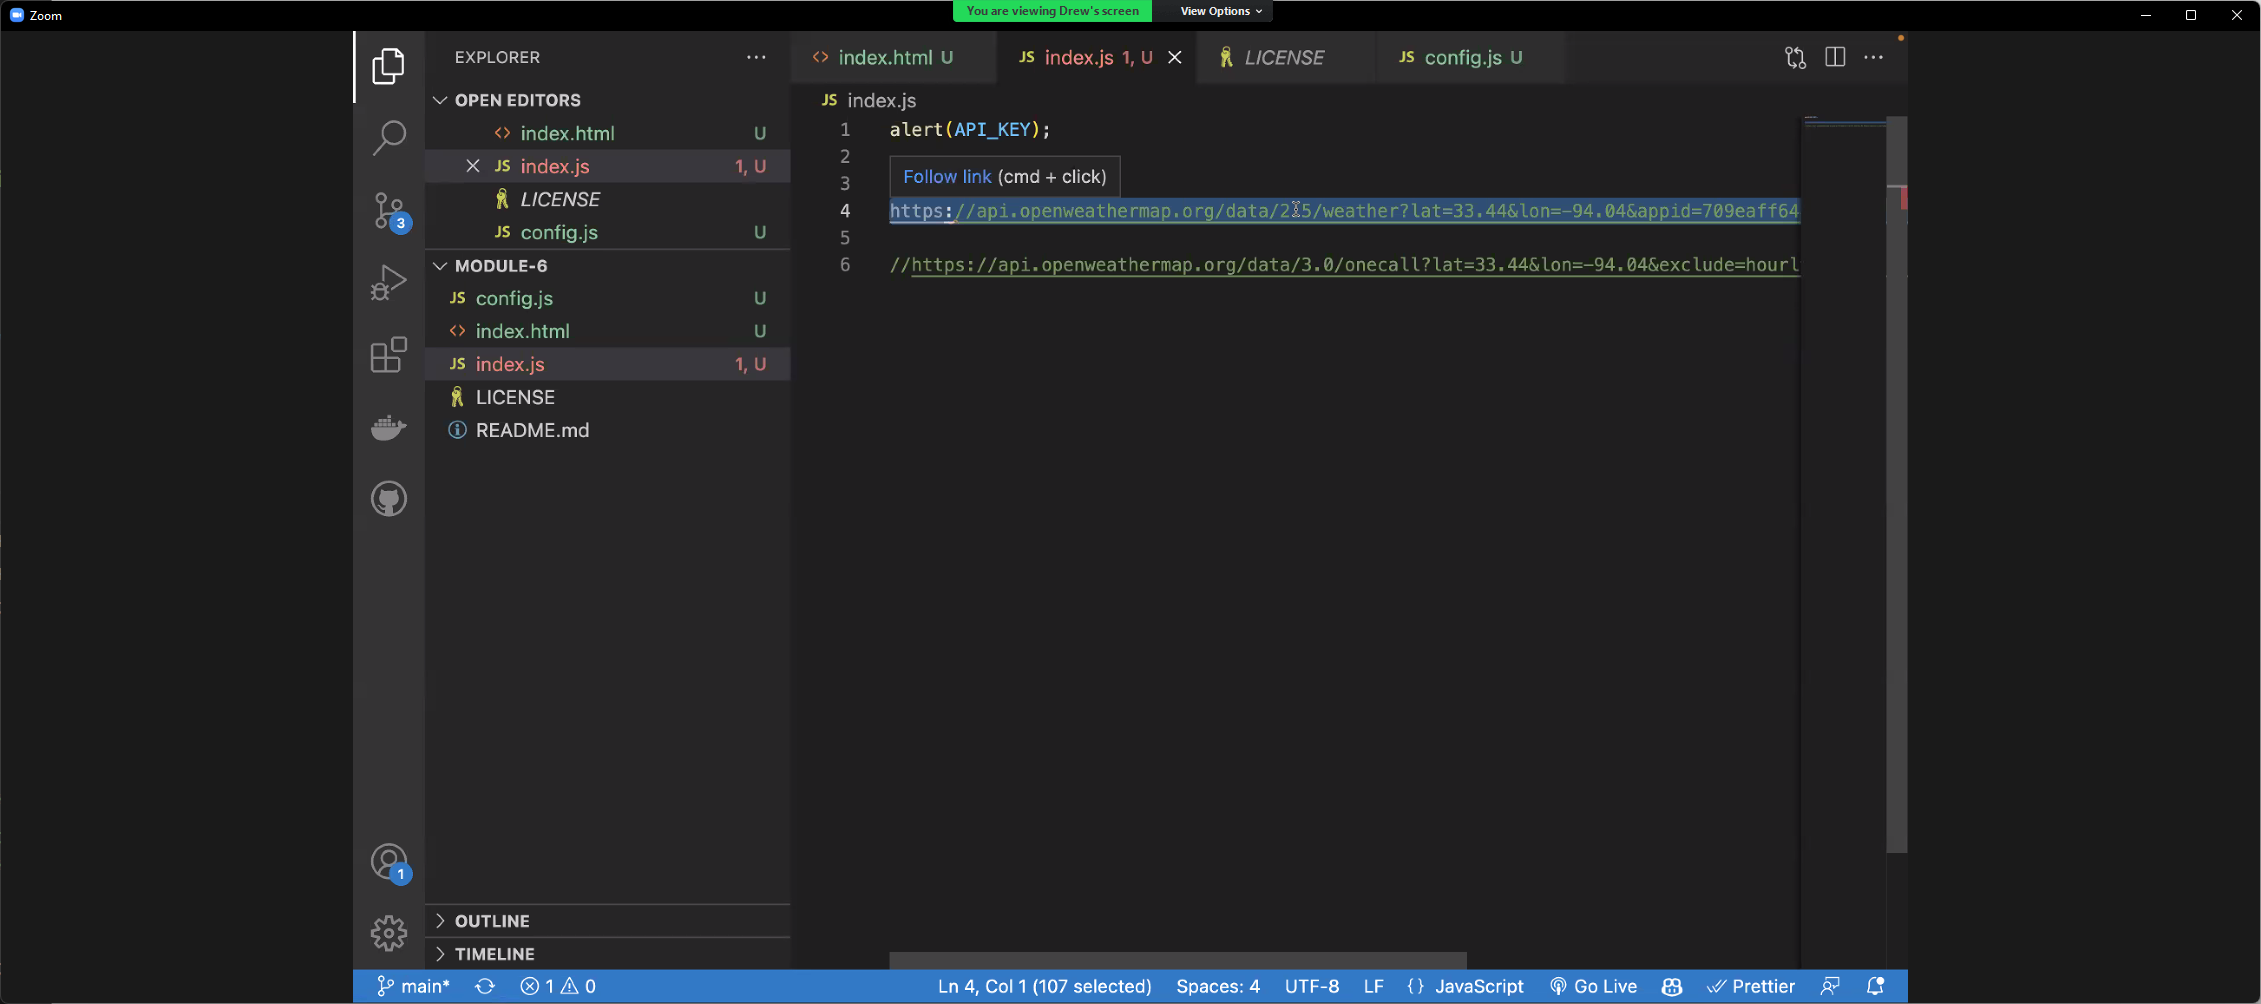 Zoom
You are viewing Drew's screen
View Options
EXPLORER
index.html U
index.js 1, U
LICENSE
config.js U
OPEN EDITORS
index.html U
index.js 1, U
LICENSE
config.js U
MODULE-6
config.js U
index.html U
index.js 1, U
LICENSE
README.md
OUTLINE
TIMELINE
3
1
index.js
1 alert(API_KEY);
2
Follow link (cmd + click)
3
4 https://api.openweathermap.org/data/2.5/weather?lat=33.44&lon=-94.04&appid=709eaff64
5
6 //https://api.openweathermap.org/data/3.0/onecall?lat=33.44&lon=-94.04&exclude=hourl
main* 1 0 Ln 4, Col 1 (107 selected) Spaces: 4 UTF-8 LF {} JavaScript Go Live Prettier